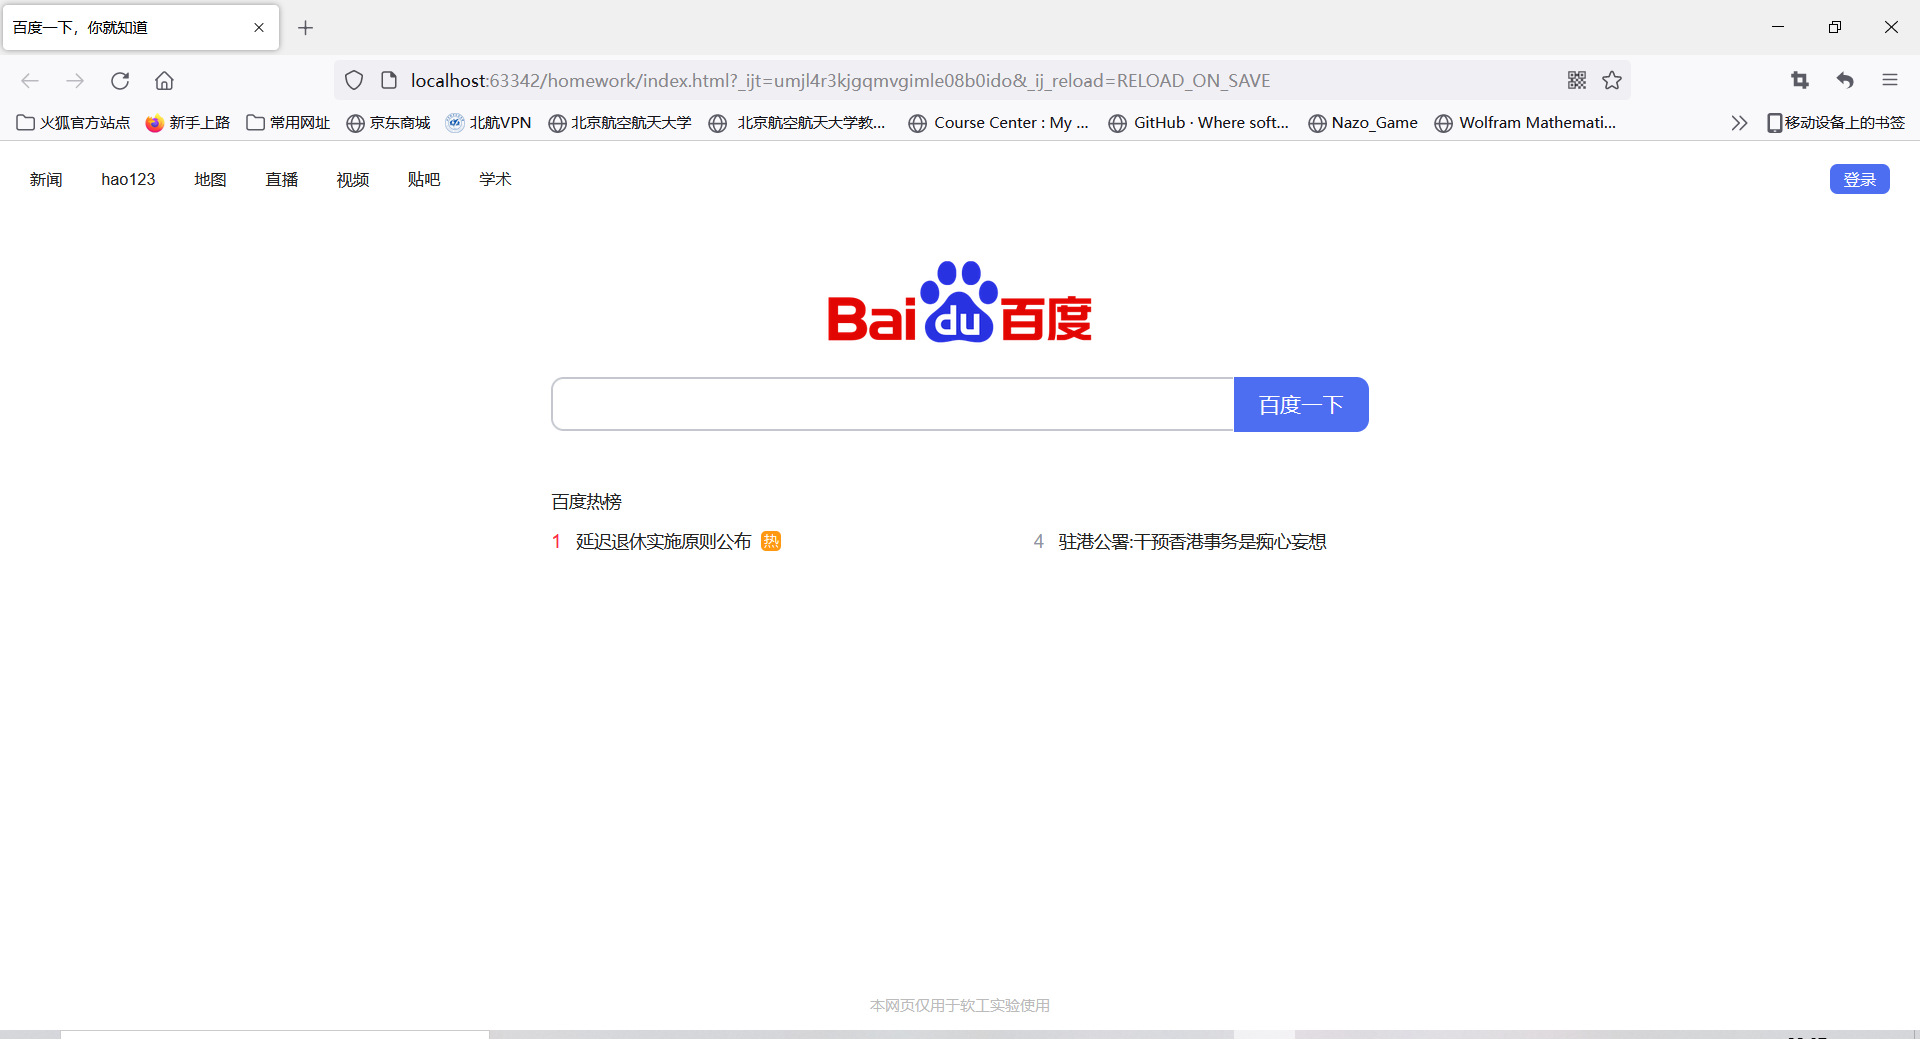 百度一下，你就知道
localhost:63342/homework/index.html?_ijt=umjl4r3kjgqmvgimle08b0ido&_ij_reload=RELOAD_ON_SAVE
火狐官方站点 新手上路 常用网址 京东商城 北航VPN 北京航空航天大学 北京航空航天大学教... Course Center : My ... GitHub · Where soft... Nazo_Game Wolfram Mathemati... 移动设备上的书签
新闻 hao123 地图 直播 视频 贴吧 学术 登录
Bai du 百度
百度一下
百度热榜
1 延迟退休实施原则公布 热 4 驻港公署:干预香港事务是痴心妄想
本网页仅用于软工实验使用